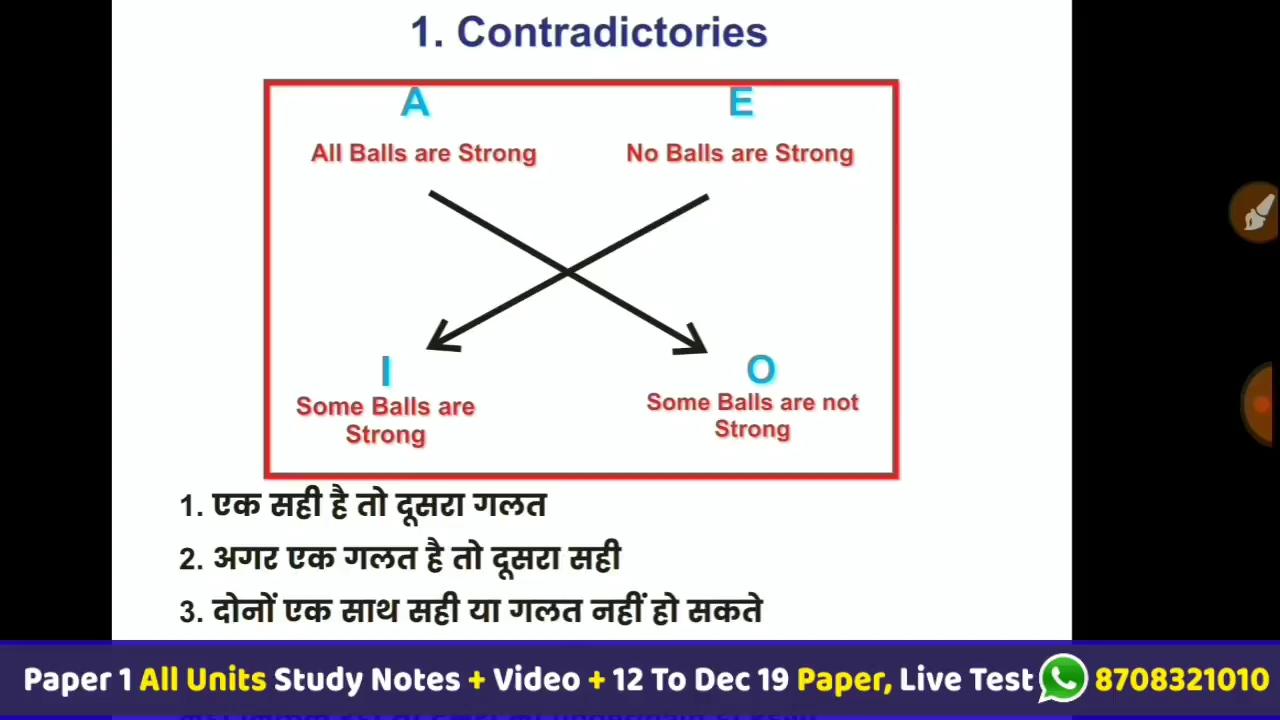 1. Contradictories
A
E
All Balls are Strong
No Balls are Strong
I
O
Some Balls are
Strong
Some Balls are not
Strong
1. एक सही है तो दूसरा गलत
2. अगर एक गलत है तो दूसरा सही
3. दोनों एक साथ सही या गलत नहीं हो सकते
Paper 1 All Units Study Notes + Video + 12 To Dec 19 Paper, Live Test 8708321010